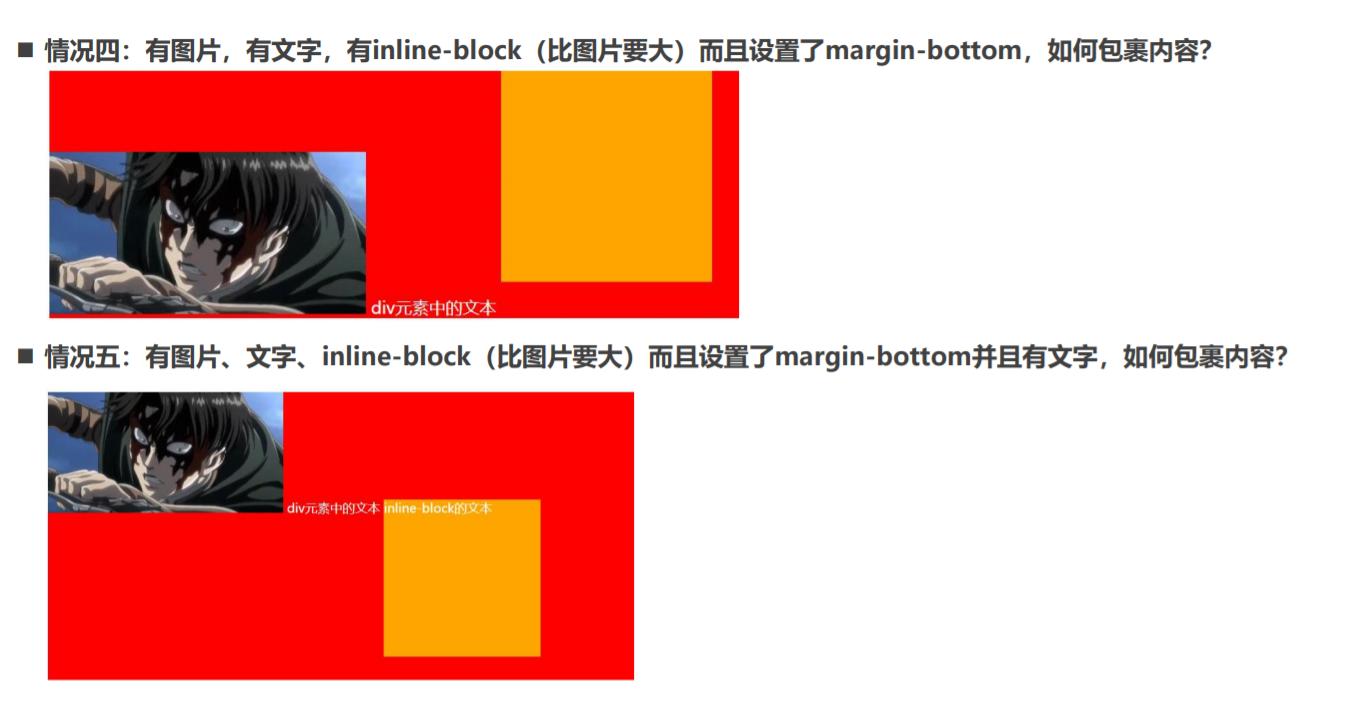 ■ 情况四：有图片，有文字，有inline-block（比图片要大）而且设置了margin-bottom，如何包裹内容？
div元素中的文本
■ 情况五：有图片、文字、inline-block（比图片要大）而且设置了margin-bottom并且有文字，如何包裹内容？
div元素中的文本 inline-block的文本